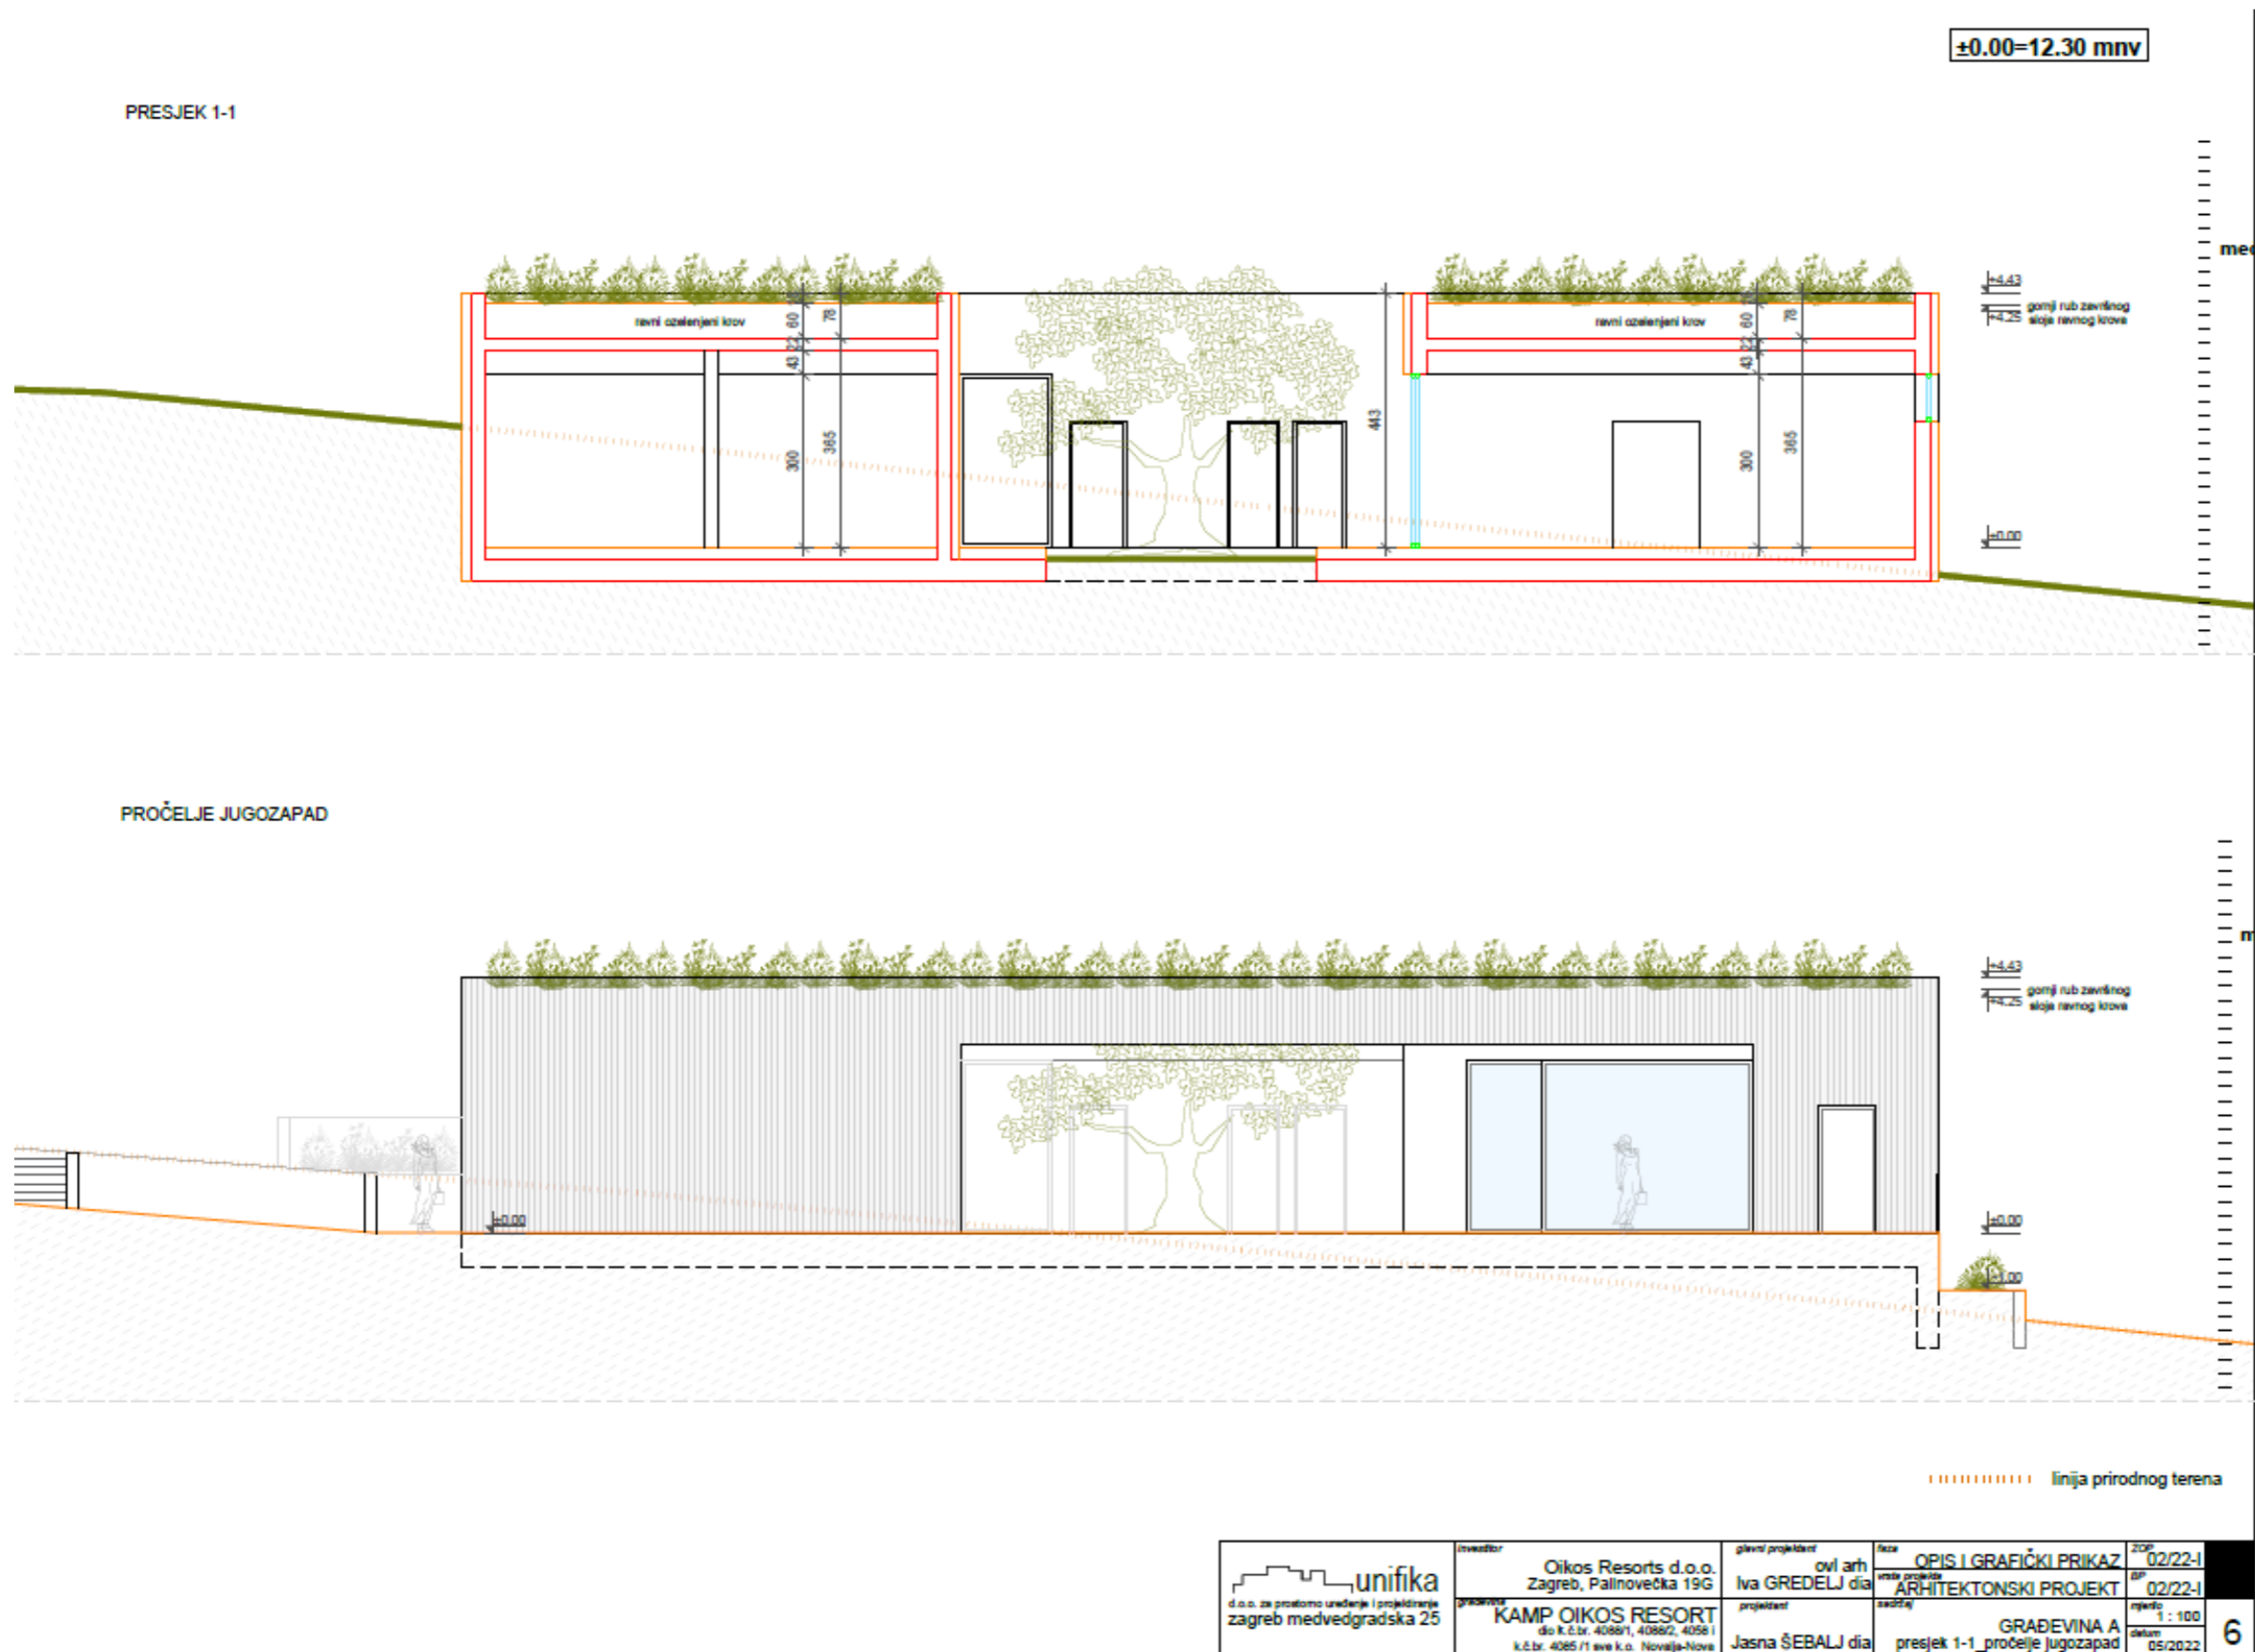 ±0.00=12.30 mnv
PRESJEK 1-1
med
+4.43
gornji rub završnog
+4.25 sloja ravnog krova
ravni ozelenjeni krov
60
78
22
43
300
365
443
ravni ozelenjeni krov
60
78
22
43
300
365
±0.00
PROČELJE JUGOZAPAD
m
+4.43
gornji rub završnog
+4.25 sloja ravnog krova
±0.00
±0.00
-1.00
linija prirodnog terena
unifika
d.o.o. za prostorno uređenje i projektiranje
zagreb medvedgradska 25
investitor
Oikos Resorts d.o.o.
Zagreb, Palinovečka 19G
građevina
KAMP OIKOS RESORT
dio k.č.br. 4086/1, 4086/2, 4058 i
k.č.br. 4085 /1 sve k.o. Novalja-Nova
glavni projektant
ovl arh
Iva GREDELJ dia
projektant
Jasna ŠEBALJ dia
faza
OPIS I GRAFIČKI PRIKAZ
vrsta projekta
ARHITEKTONSKI PROJEKT
sadržaj
GRAĐEVINA A
presjek 1-1_pročelje jugozapad
ZOP
02/22-I
BP
02/22-I
mjerilo
1 : 100
datum
05/2022
6